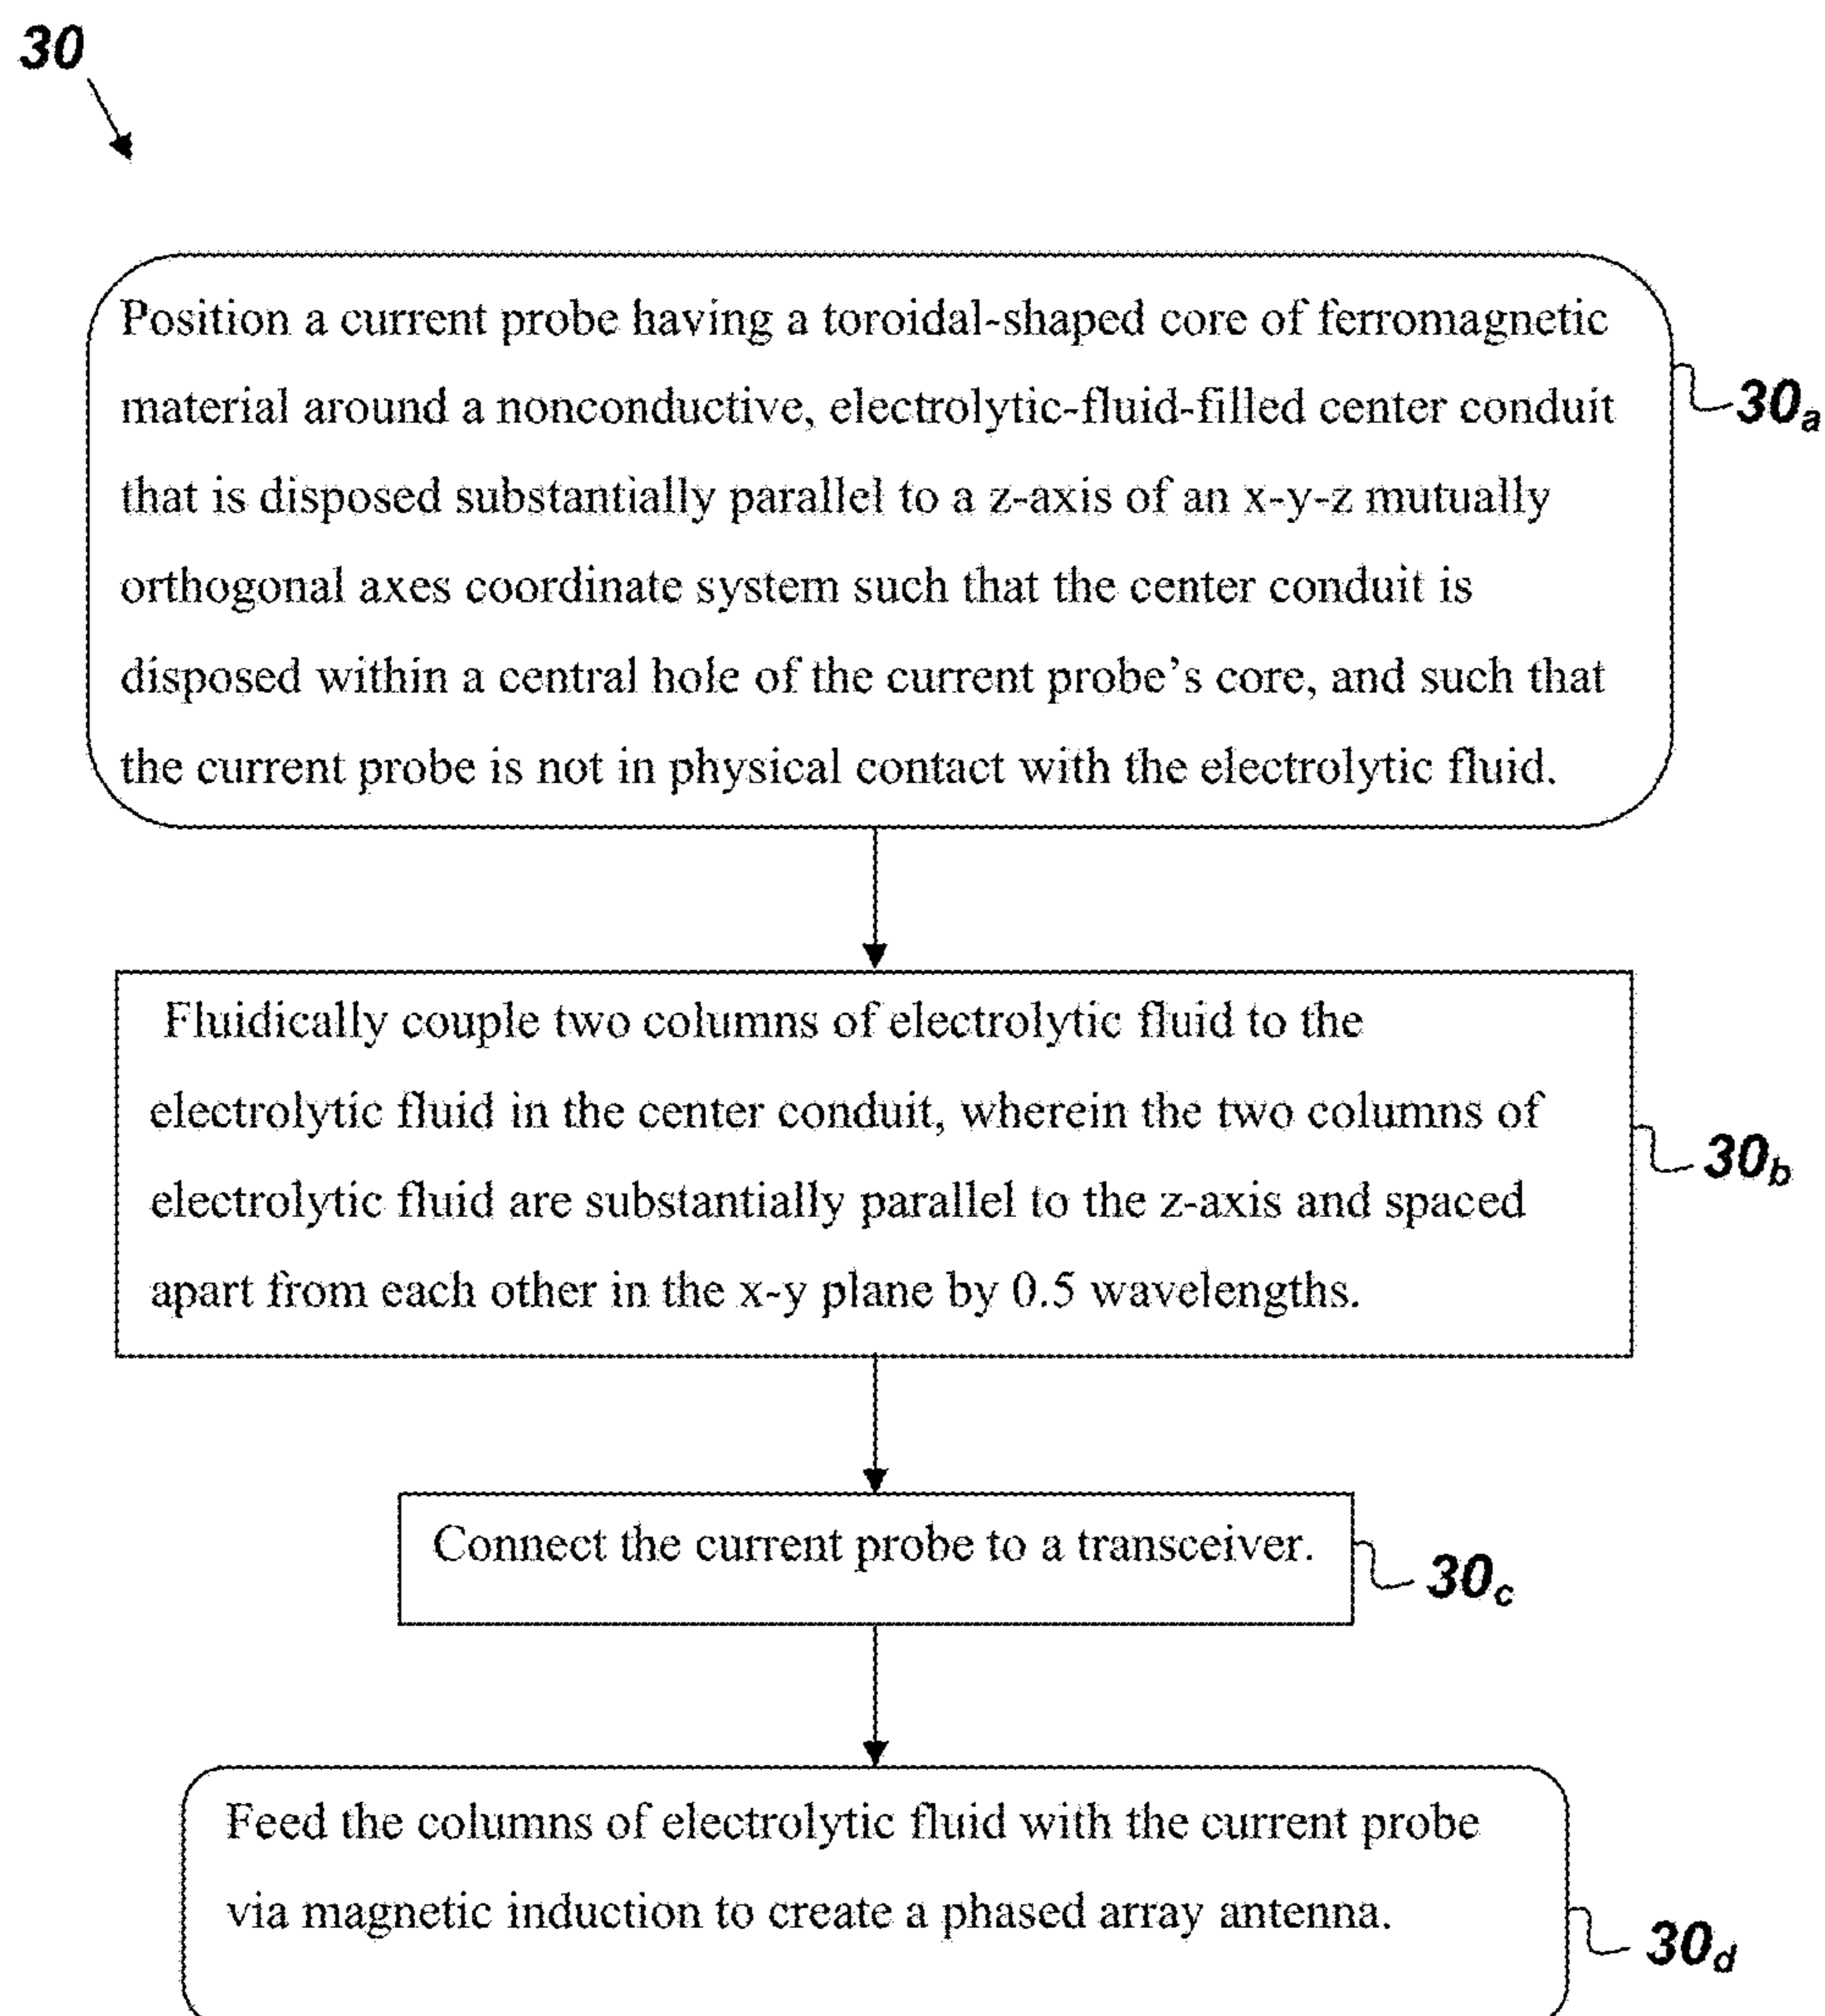 30
Position a current probe having a toroidal-shaped core of ferromagnetic
material around a nonconductive, electrolytic-fluid-filled center conduit
that is disposed substantially parallel to a z-axis of an x-y-z mutually
orthogonal axes coordinate system such that the center conduit is
disposed within a central hole of the current probe's core, and such that
the current probe is not in physical contact with the electrolytic fluid.
30a
Fluidically couple two columns of electrolytic fluid to the
electrolytic fluid in the center conduit, wherein the two columns of
electrolytic fluid are substantially parallel to the z-axis and spaced
apart from each other in the x-y plane by 0.5 wavelengths.
30b
Connect the current probe to a transceiver.
30c
Feed the columns of electrolytic fluid with the current probe
via magnetic induction to create a phased array antenna.
30d